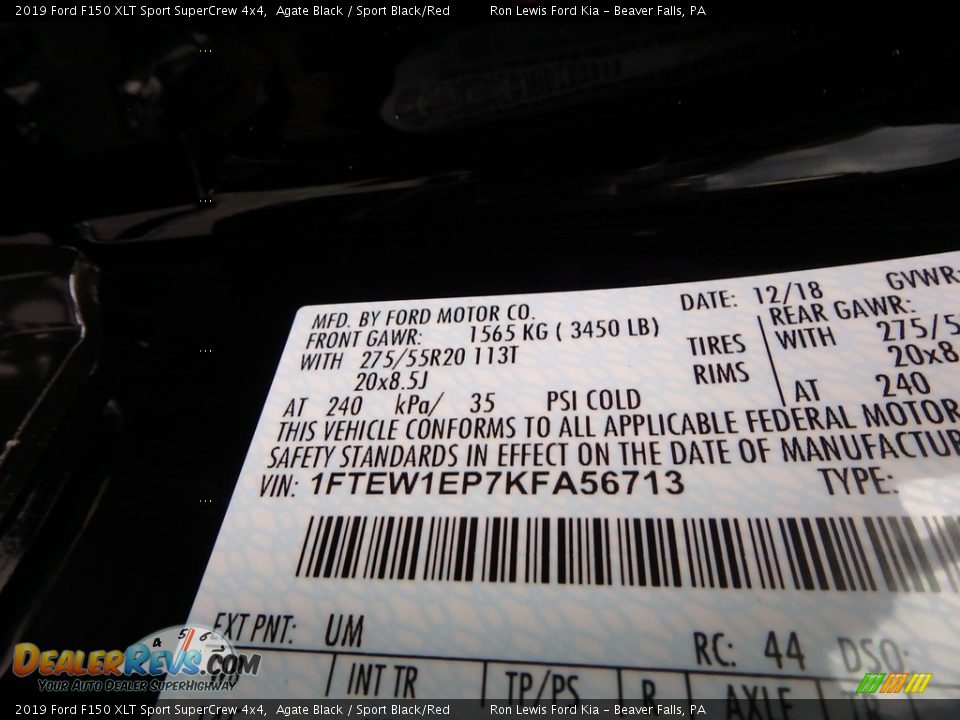 2019 Ford F150 XLT Sport SuperCrew 4x4, Agate Black / Sport Black/Red Ron Lewis Ford Kia - Beaver Falls, PA
MFD. BY FORD MOTOR CO. DATE: 12/18 GVWR:
FRONT GAWR: 1565 KG ( 3450 LB) REAR GAWR:
WITH 275/55R20 113T TIRES WITH 275/5
20x8.5J RIMS 20x8
AT 240 kPa/ 35 PSI COLD AT 240
THIS VEHICLE CONFORMS TO ALL APPLICABLE FEDERAL MOTOR
SAFETY STANDARDS IN EFFECT ON THE DATE OF MANUFACTUR
VIN: 1FTEW1EP7KFA56713 TYPE:
EXT PNT: UM RC: 44 DSO:
INT TR TP/PS R AXLE
4 5 6
DealerRevs.com
Your Auto Dealer SuperHighway
2019 Ford F150 XLT Sport SuperCrew 4x4, Agate Black / Sport Black/Red Ron Lewis Ford Kia - Beaver Falls, PA